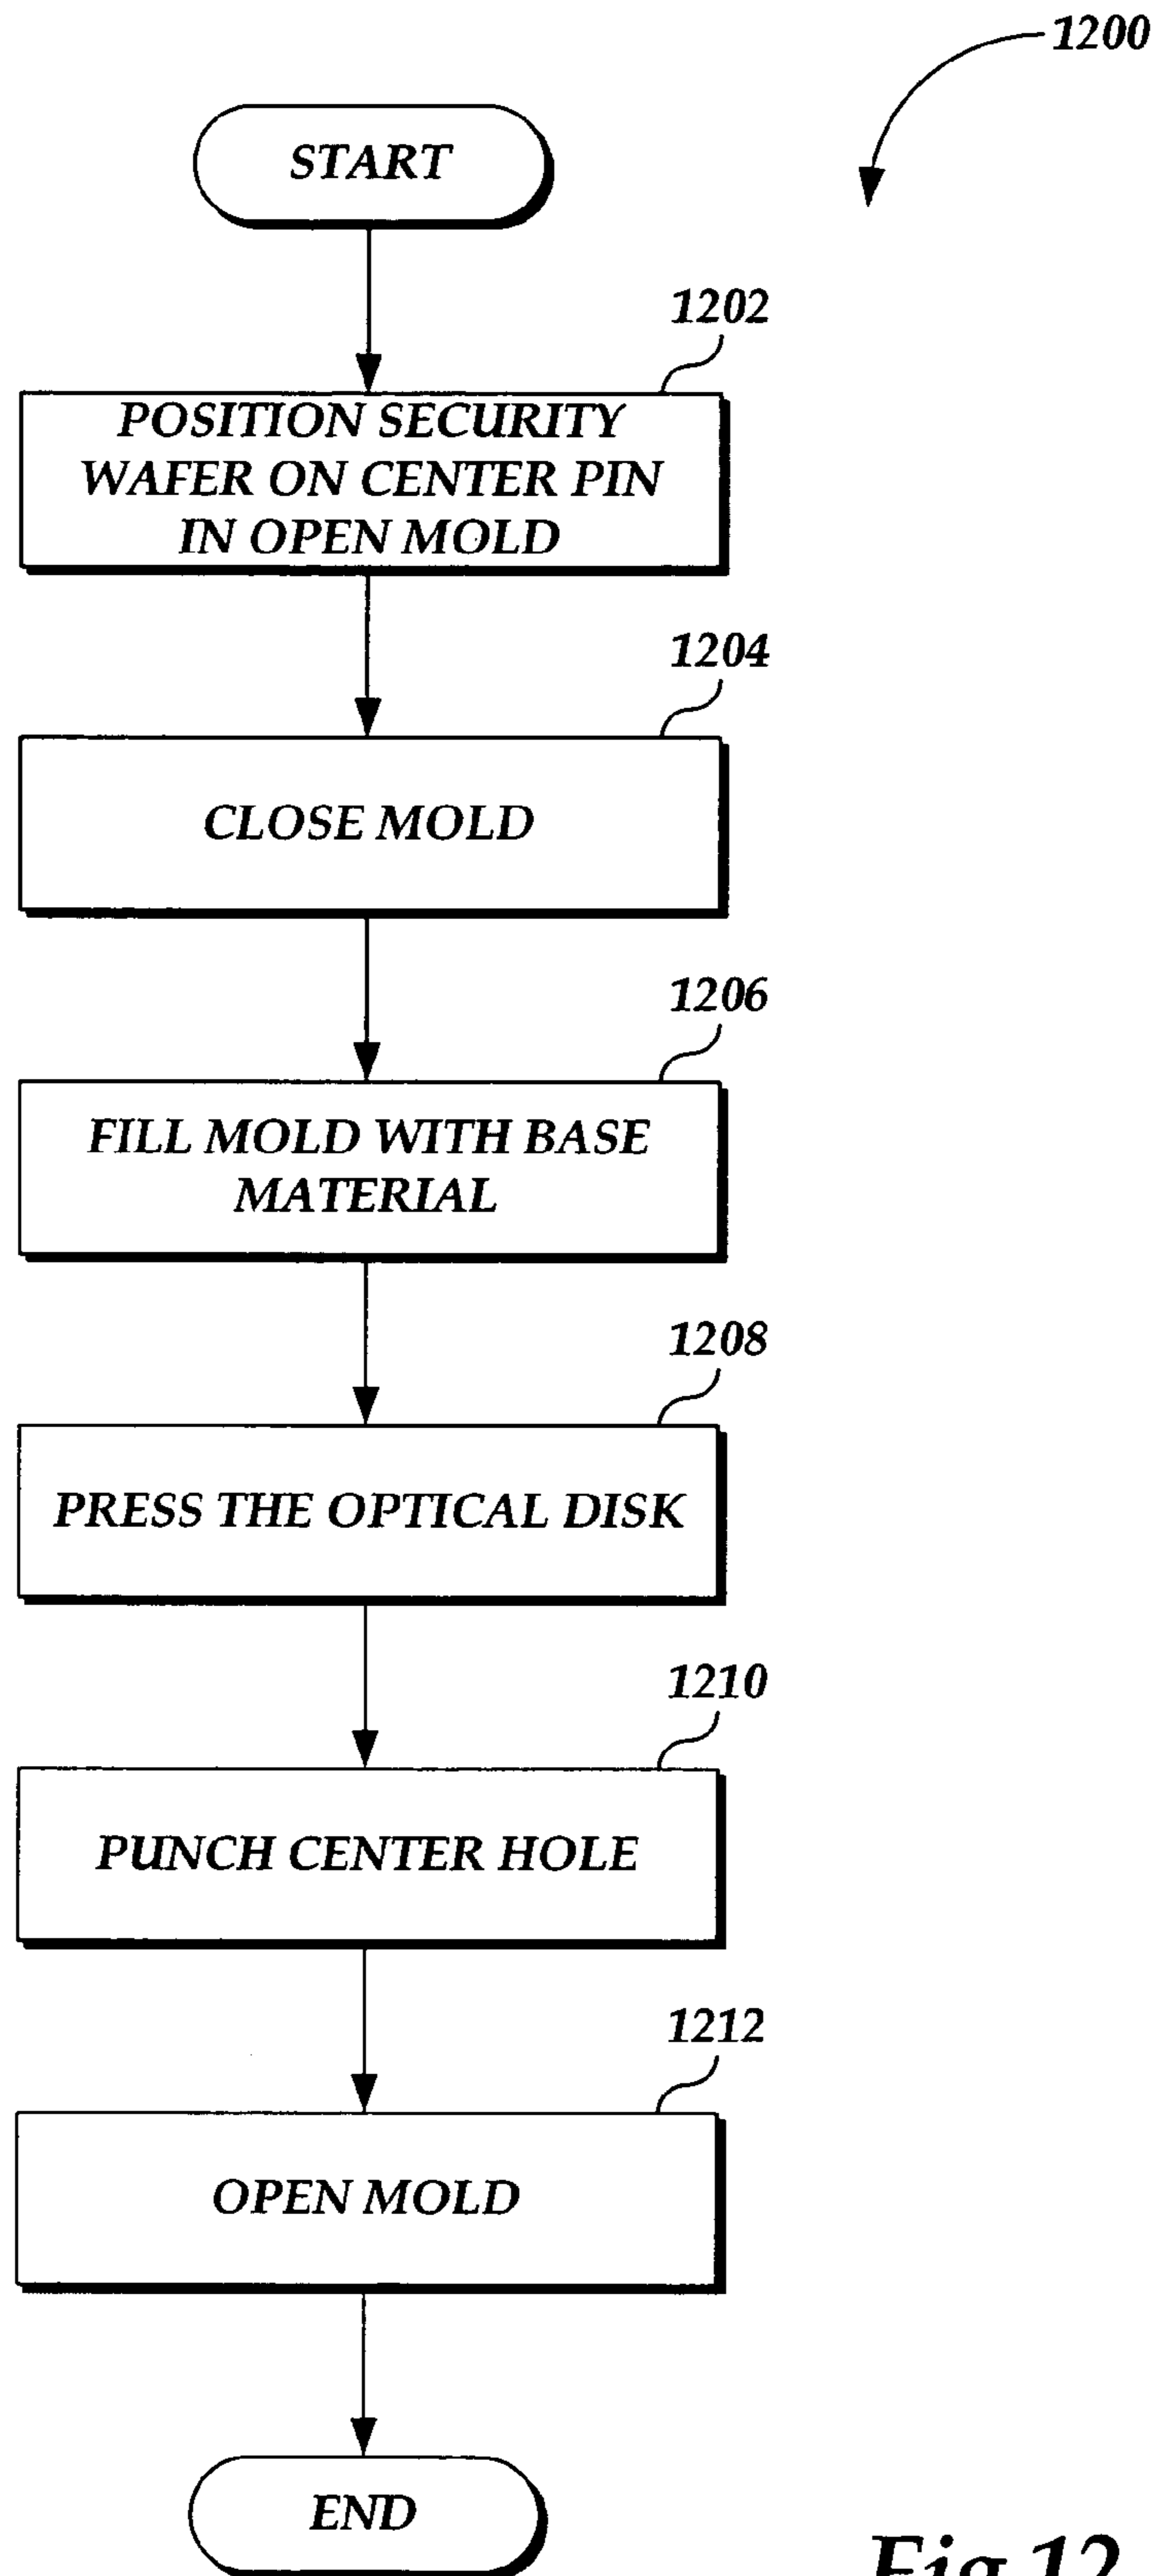 1200
START
1202
POSITION SECURITY
WAFER ON CENTER PIN
IN OPEN MOLD
1204
CLOSE MOLD
1206
FILL MOLD WITH BASE
MATERIAL
1208
PRESS THE OPTICAL DISK
1210
PUNCH CENTER HOLE
1212
OPEN MOLD
END
Fig.12